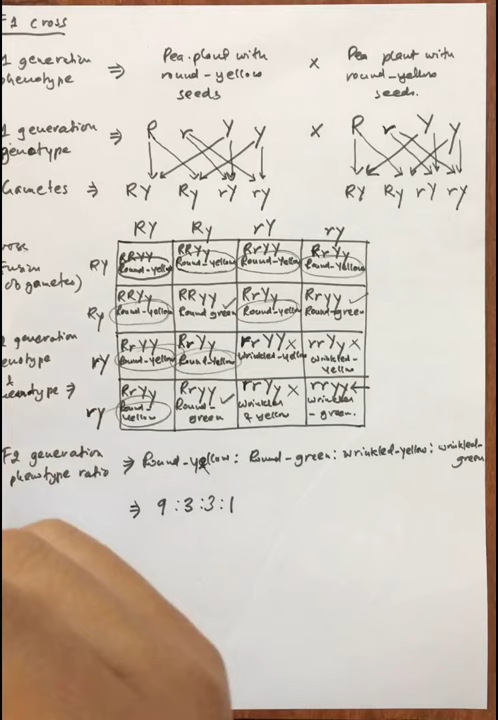 F1 cross
1 generation ⇒ Pea plant with × Pea plant with
phenotype round-yellow round-yellow
seeds seeds.
1 generation ⇒ R r Y y × R r Y y
genotype
Gametes ⇒ RY Ry rY ry RY Ry rY ry
RY Ry rY ry
RY RRYY RRYy RrYY RrYy
Round-yellow Round-yellow Round-yellow Round-Yellow
fusion
of gametes)
Ry RRYy RRyy ✓ RrYy Rryy ✓
Round-yellow Round green Round-yellow Round-green
generation
rY RrYY RrYy rrYY × rrYy ×
Round-yellow Round yellow wrinkled-yellow wrinkled-yellow
&
ry RrYy Rryy ✓ rrYy × rryy ←
Round-yellow Round-green wrinkled & yellow wrinkled-green.
F2 generation ⇒ Round-yellow : Round-green : wrinkled-yellow : wrinkled-green
phenotype ratio
⇒ 9:3:3:1